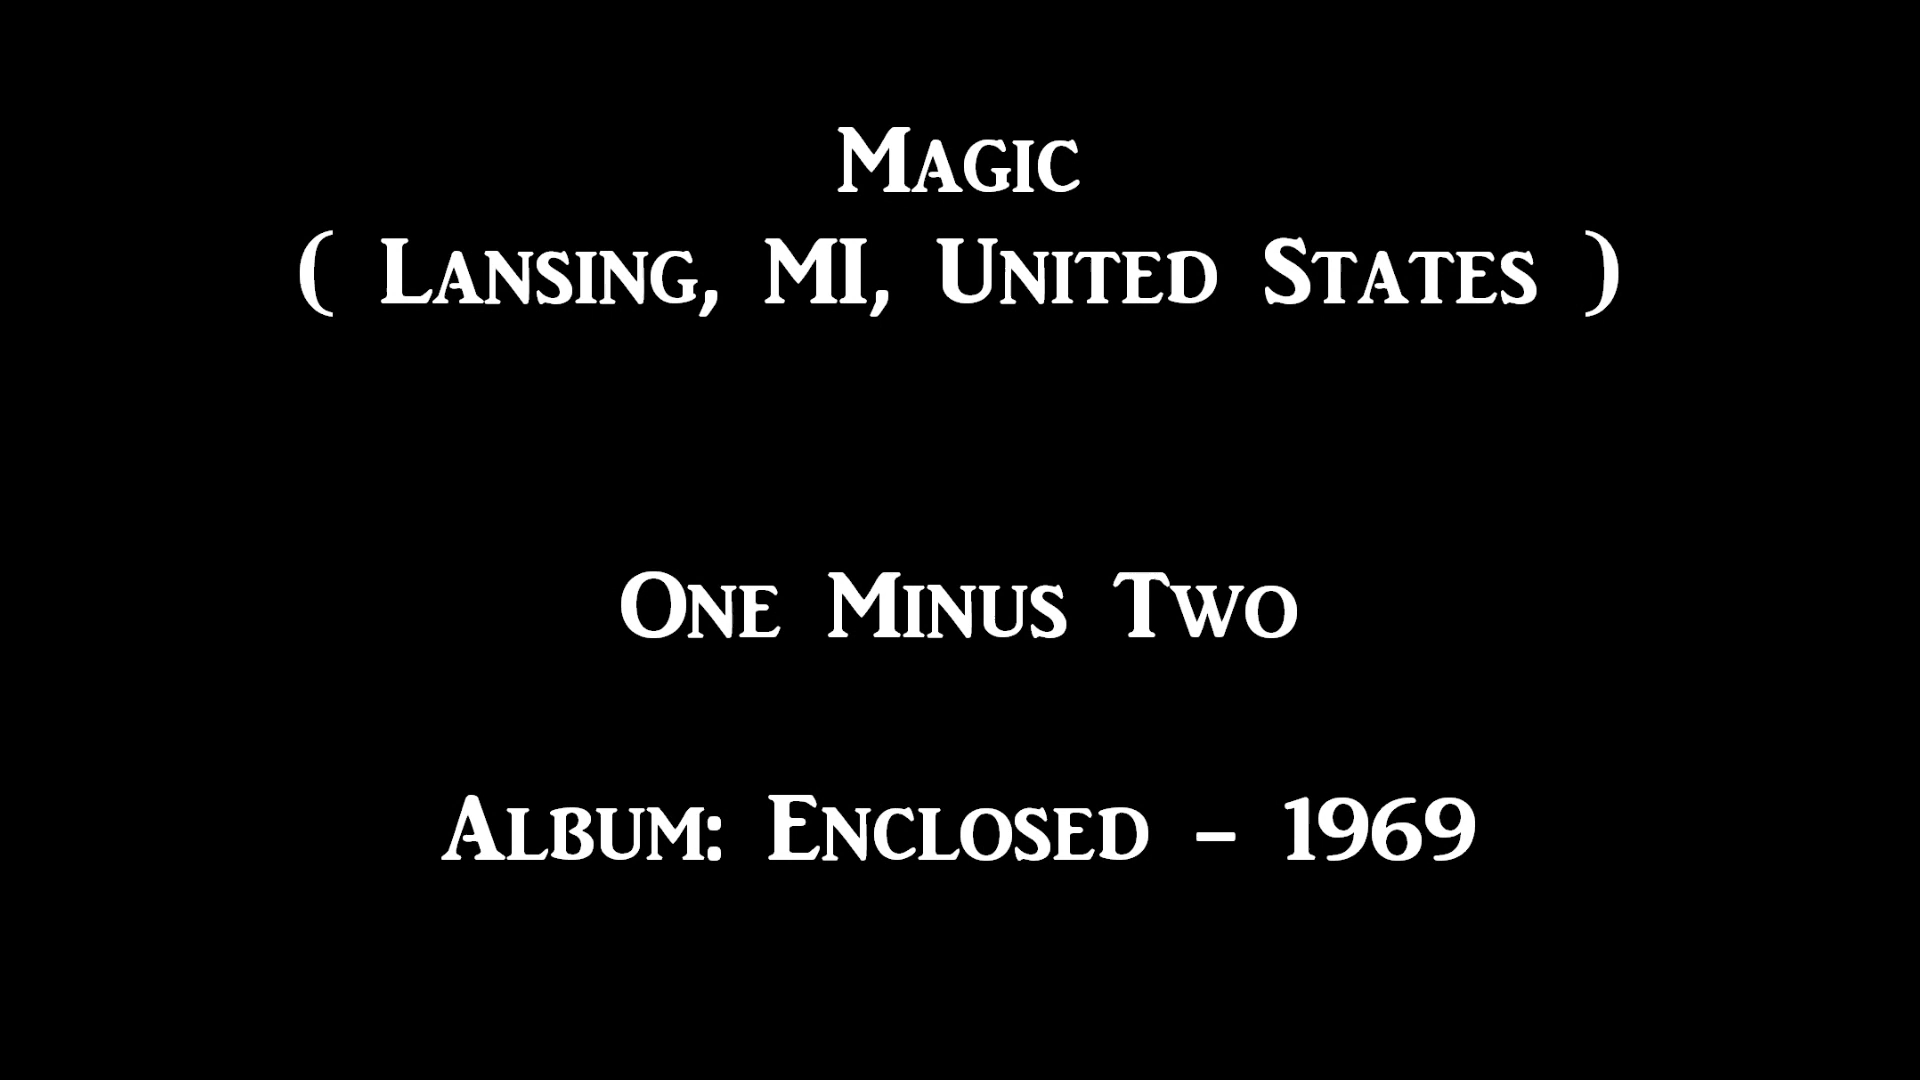 Magic
( Lansing, MI, United States )
One Minus Two
Album: Enclosed – 1969